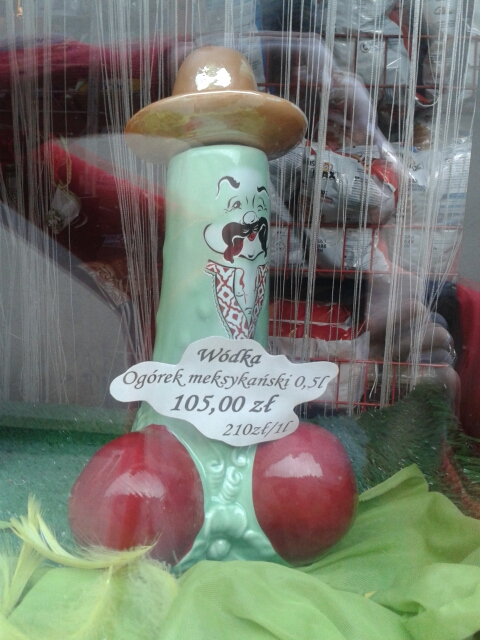 Wódka
Ogórek meksykański 0,5l
105,00 zł
210zł/1l